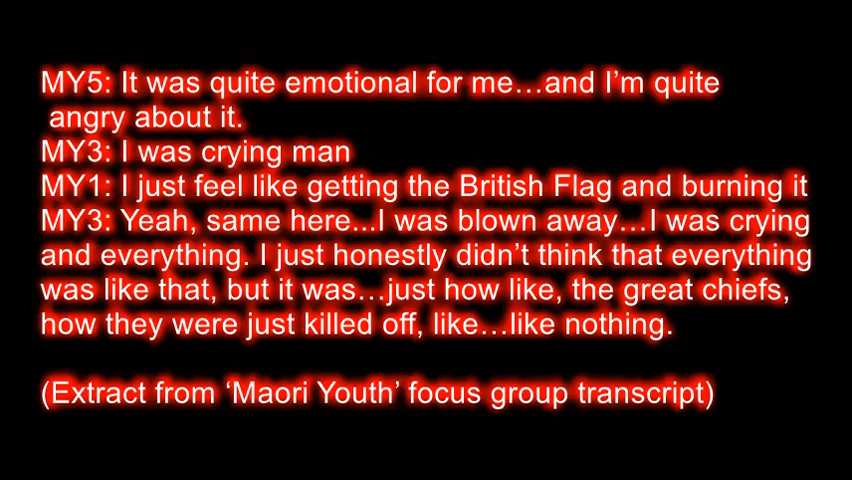 MY5: It was quite emotional for me…and I’m quite
angry about it.
MY3: I was crying man
MY1: I just feel like getting the British Flag and burning it
MY3: Yeah, same here...I was blown away…I was crying
and everything. I just honestly didn’t think that everything
was like that, but it was…just how like, the great chiefs,
how they were just killed off, like…like nothing.
(Extract from ‘Maori Youth’ focus group transcript)